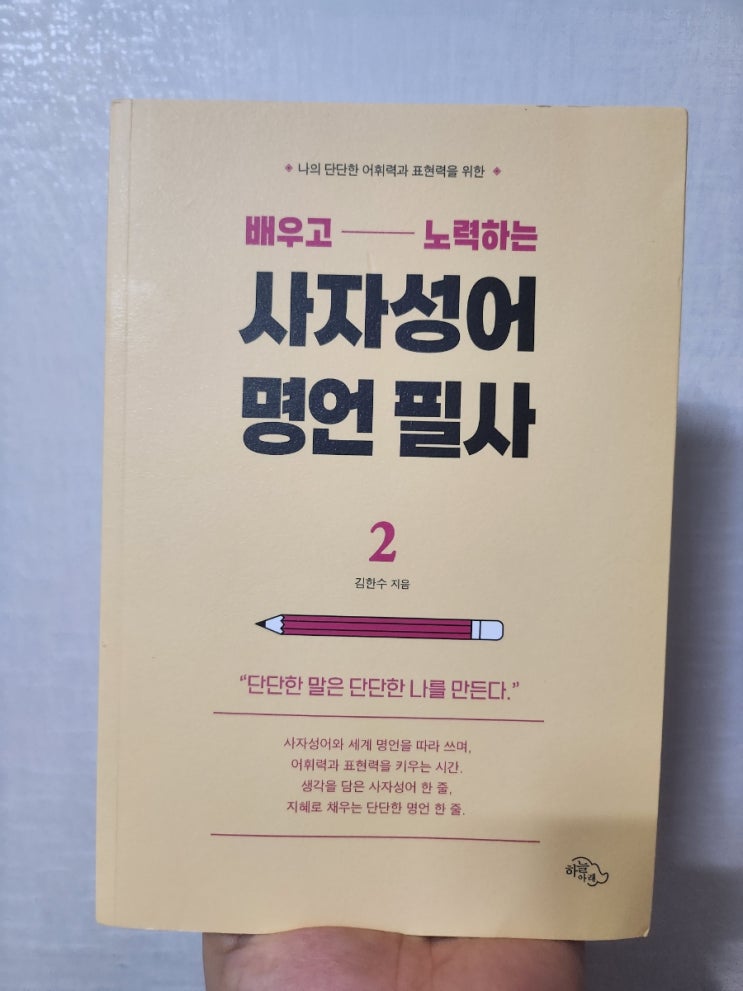 나의 단단한 어휘력과 표현력을 위한
배우고 노력하는
사자성어
명언 필사
2
김한수 지음
“단단한 말은 단단한 나를 만든다.”
사자성어와 세계 명언을 따라 쓰며,
어휘력과 표현력을 키우는 시간.
생각을 담은 사자성어 한 줄,
지혜로 채우는 단단한 명언 한 줄.
하늘
아래